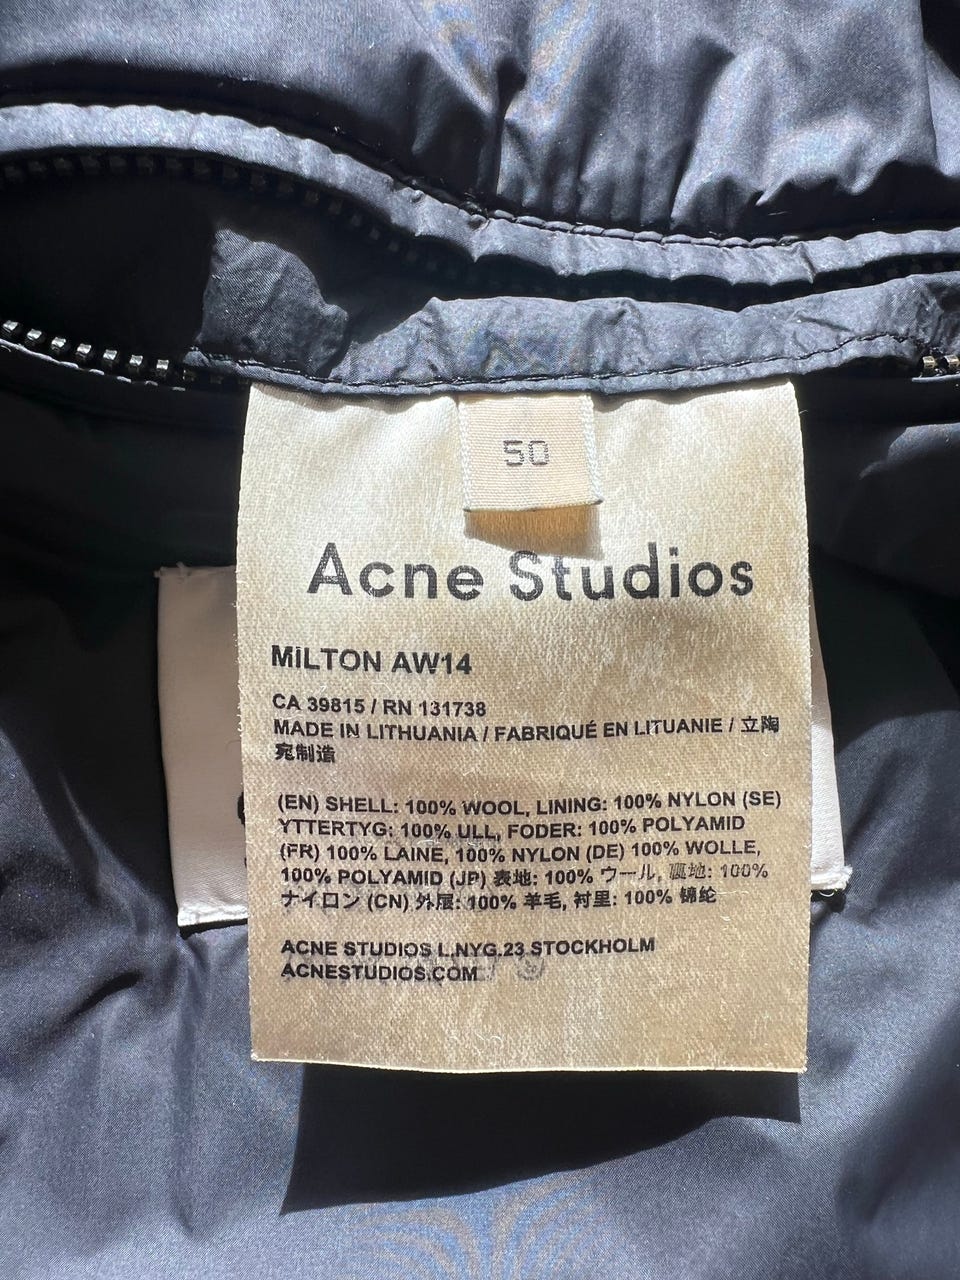 50
Acne Studios
MILTON AW14
CA 39815 / RN 131738
MADE IN LITHUANIA / FABRIQUÉ EN LITUANIE / 立陶
宛制造
(EN) SHELL: 100% WOOL, LINING: 100% NYLON (SE)
YTTERTYG: 100% ULL, FODER: 100% POLYAMID
(FR) 100% LAINE, 100% NYLON (DE) 100% WOLLE,
100% POLYAMID (JP) 表地: 100% ウール, 裏地: 100%
ナイロン (CN) 外层: 100% 羊毛, 衬里: 100% 锦纶
ACNE STUDIOS L.NYG.23 STOCKHOLM
ACNESTUDIOS.COM